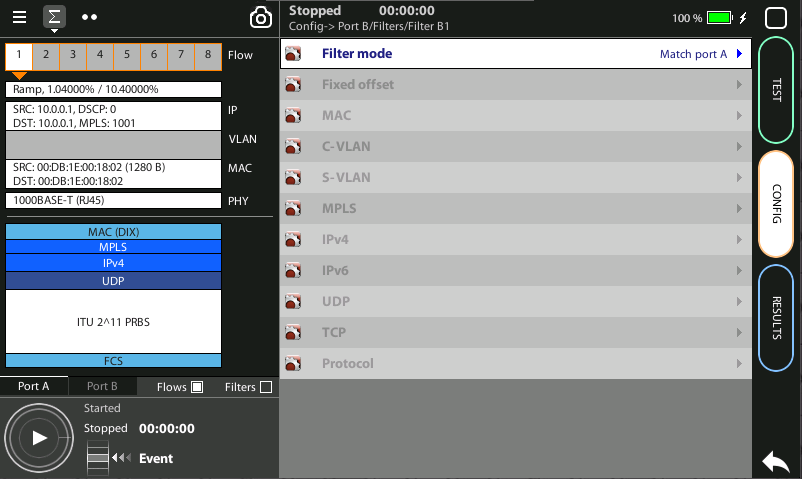 Σ
Stopped 00:00:00
Config-> Port B/Filters/Filter B1
100 %
1 2 3 4 5 6 7 8 Flow
Ramp, 1.04000% / 10.40000%
SRC: 10.0.0.1, DSCP: 0
DST: 10.0.0.1, MPLS: 1001
IP
VLAN
SRC: 00:DB:1E:00:18:02 (1280 B)
DST: 00:DB:1E:00:18:02
MAC
1000BASE-T (RJ45) PHY
MAC (DIX)
MPLS
IPv4
UDP
ITU 2^11 PRBS
FCS
Port A Port B Flows Filters
Started
Stopped 00:00:00
Event
Filter mode Match port A
Fixed offset
MAC
C-VLAN
S-VLAN
MPLS
IPv4
IPv6
UDP
TCP
Protocol
TEST
CONFIG
RESULTS